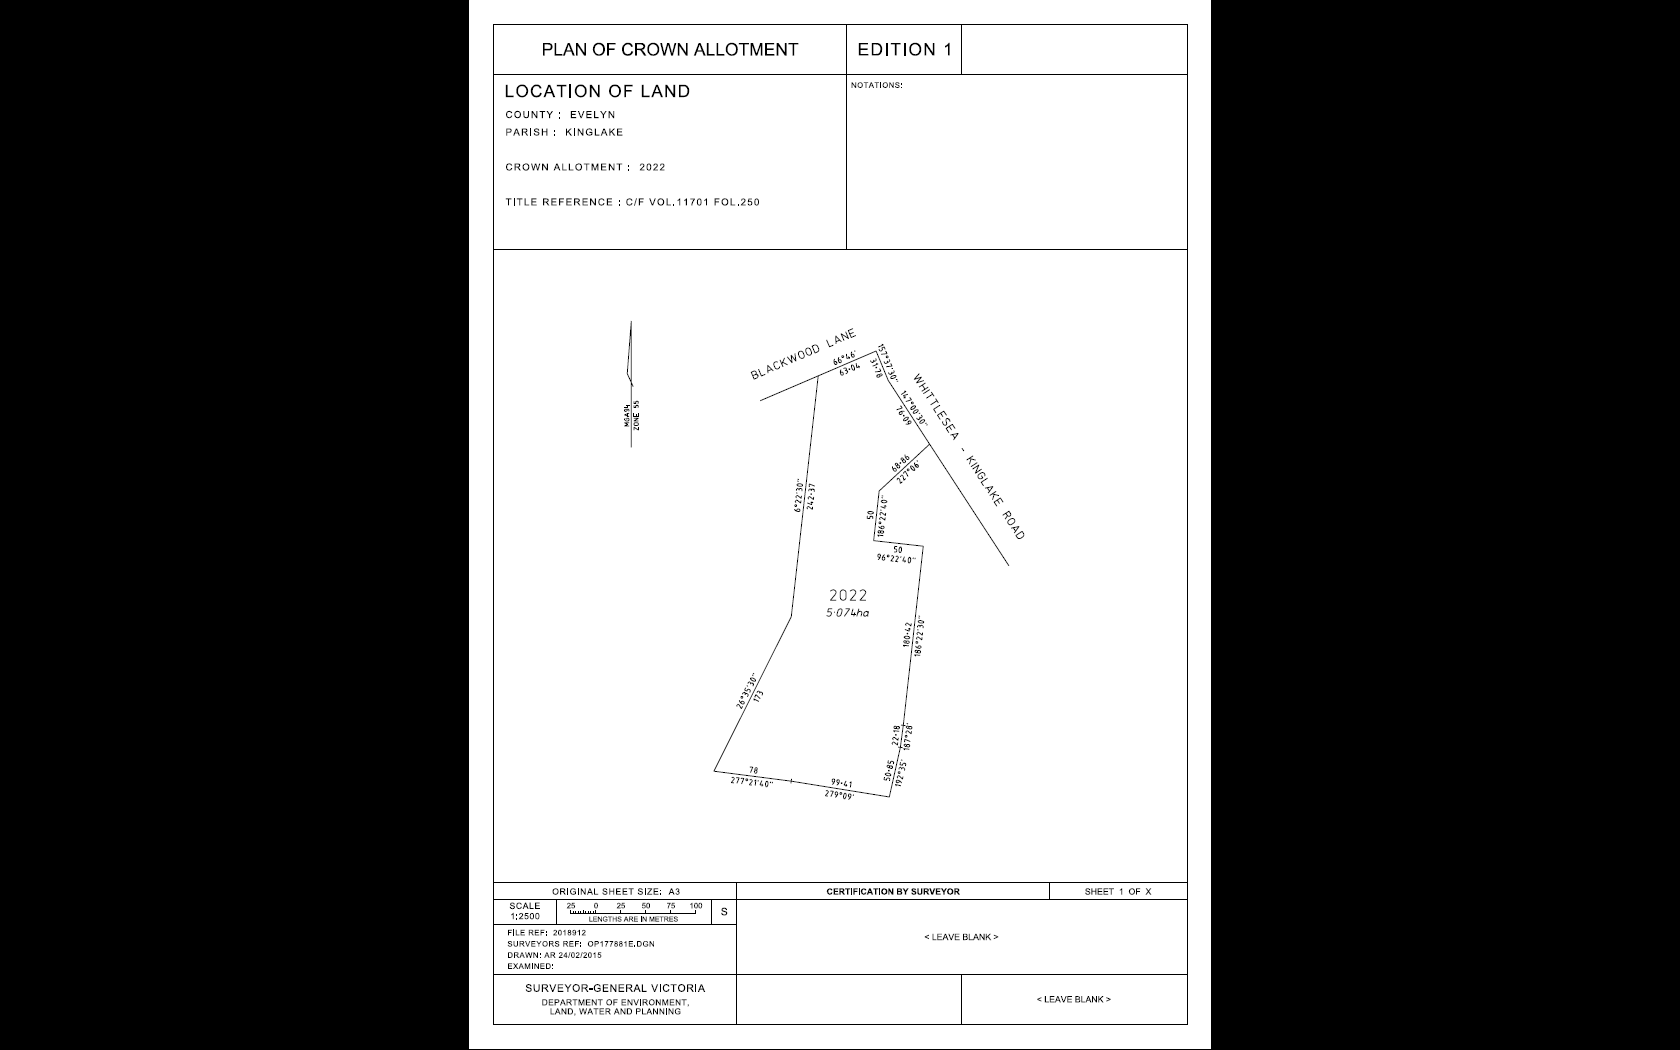 PLAN OF CROWN ALLOTMENT
EDITION 1
LOCATION OF LAND
COUNTY : EVELYN
PARISH : KINGLAKE
CROWN ALLOTMENT : 2022
TITLE REFERENCE : C/F VOL.11701 FOL.250
NOTATIONS:
MGA94
ZONE 55
BLACKWOOD LANE
66°46'
63·04
157°37'30"
31·78
147°00'30"
76·09
WHITTLESEA - KINGLAKE ROAD
68·86
227°06'
6°22'30"
242·37
50
186°22'40"
50
96°22'40"
2022
5·074ha
180·42
186°22'30"
26°35'30"
173
22·18
187°28'
50·85
192°35'
78
277°21'40"
99·41
279°09'
ORIGINAL SHEET SIZE: A3
CERTIFICATION BY SURVEYOR
SHEET 1 OF X
SCALE
1:2500
25 0 25 50 75 100
LENGTHS ARE IN METRES
S
FILE REF: 2018912
SURVEYORS REF: OP177881E.DGN
DRAWN: AR 24/02/2015
EXAMINED:
< LEAVE BLANK >
SURVEYOR-GENERAL VICTORIA
DEPARTMENT OF ENVIRONMENT,
LAND, WATER AND PLANNING
< LEAVE BLANK >